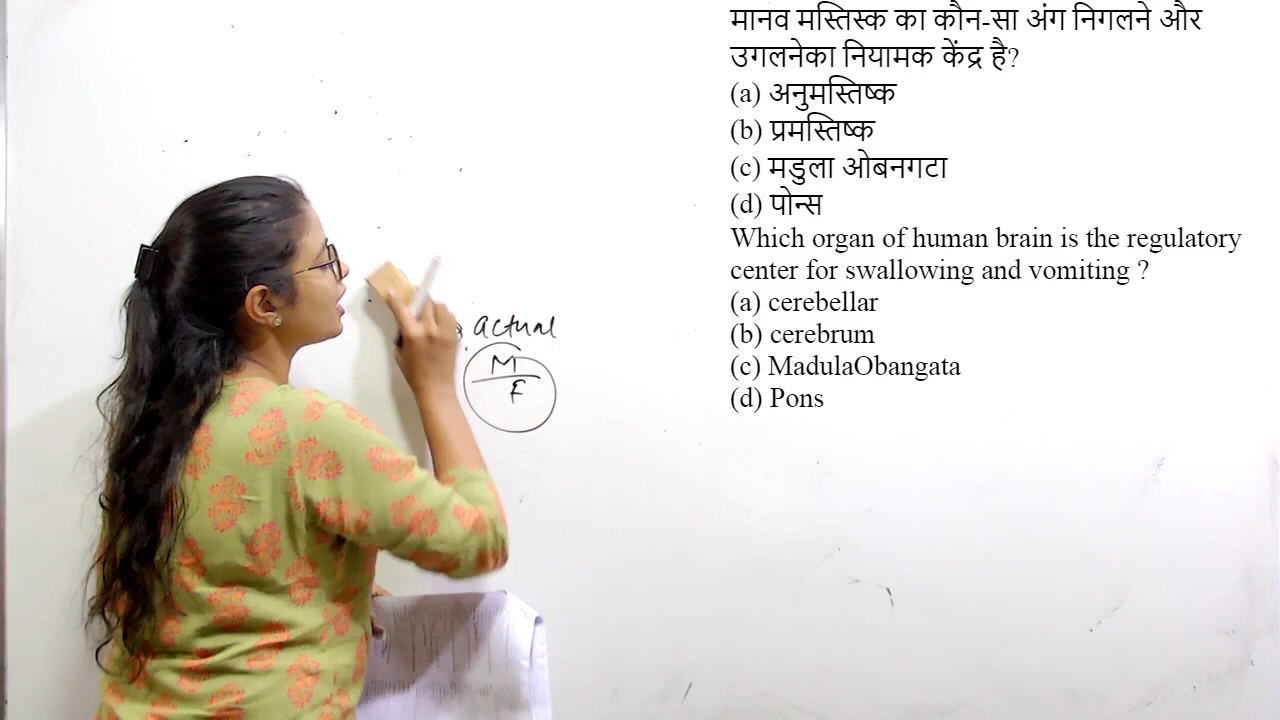 मानव मस्तिस्क का कौन-सा अंग निगलने और
उगलनेका नियामक केंद्र है?
(a) अनुमस्तिष्क
(b) प्रमस्तिष्क
(c) मडुला ओबनगटा
(d) पोन्स
Which organ of human brain is the regulatory
center for swallowing and vomiting ?
(a) cerebellar
(b) cerebrum
(c) MadulaObangata
(d) Pons
actual
M
F